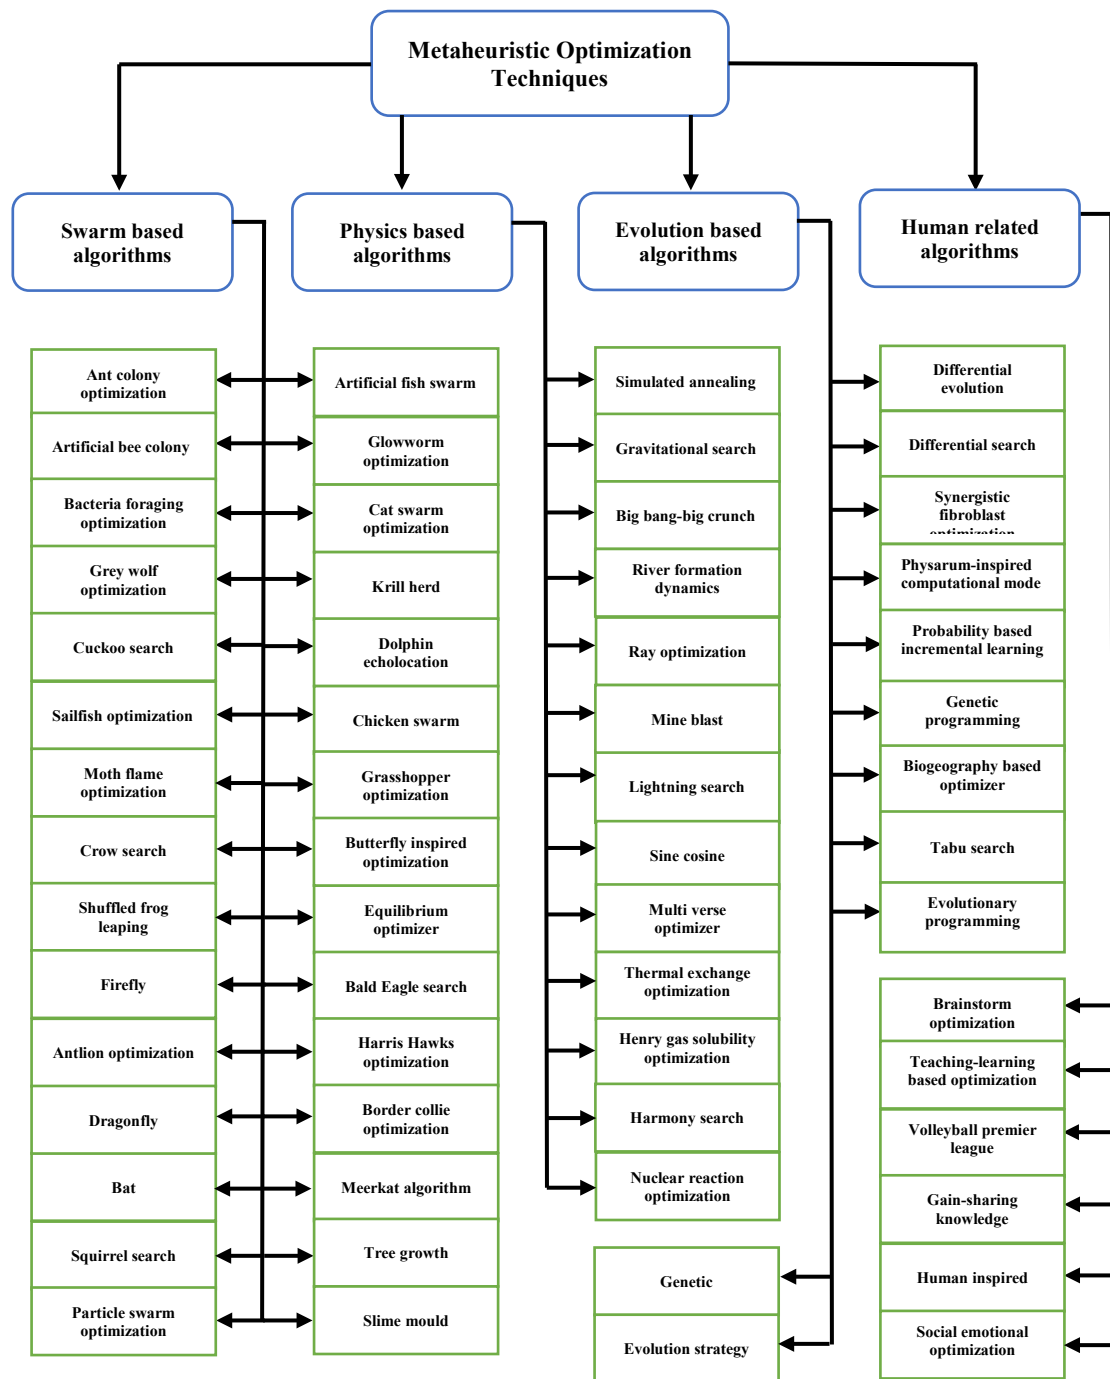 Metaheuristic Optimization
Techniques
Swarm based
algorithms
Physics based
algorithms
Evolution based
algorithms
Human related
algorithms
Ant colony
optimization
Artificial bee colony
Bacteria foraging
optimization
Grey wolf
optimization
Cuckoo search
Sailfish optimization
Moth flame
optimization
Crow search
Shuffled frog
leaping
Firefly
Antlion optimization
Dragonfly
Bat
Squirrel search
Particle swarm
optimization
Artificial fish swarm
Glowworm
optimization
Cat swarm
optimization
Krill herd
Dolphin
echolocation
Chicken swarm
Grasshopper
optimization
Butterfly inspired
optimization
Equilibrium
optimizer
Bald Eagle search
Harris Hawks
optimization
Border collie
optimization
Meerkat algorithm
Tree growth
Slime mould
Simulated annealing
Gravitational search
Big bang-big crunch
River formation
dynamics
Ray optimization
Mine blast
Lightning search
Sine cosine
Multi verse
optimizer
Thermal exchange
optimization
Henry gas solubility
optimization
Harmony search
Nuclear reaction
optimization
Genetic
Evolution strategy
Differential
evolution
Differential search
Synergistic
fibroblast
optimization
Physarum-inspired
computational mode
Probability based
incremental learning
Genetic
programming
Biogeography based
optimizer
Tabu search
Evolutionary
programming
Brainstorm
optimization
Teaching-learning
based optimization
Volleyball premier
league
Gain-sharing
knowledge
Human inspired
Social emotional
optimization